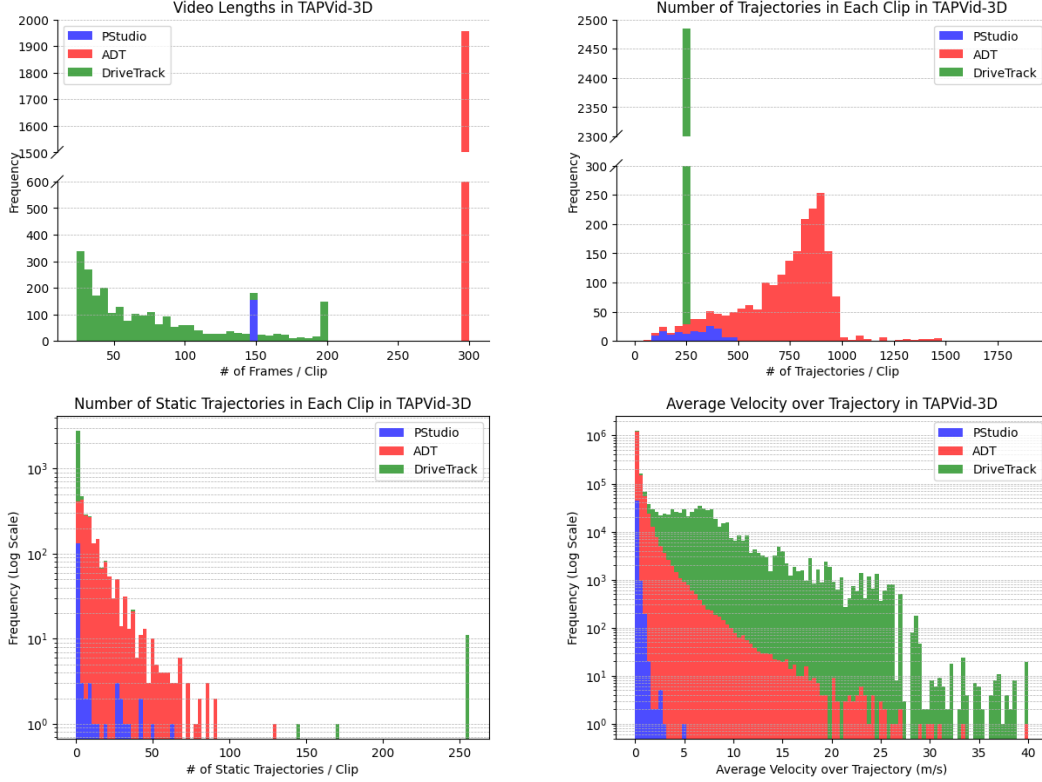 Video Lengths in TAPVid-3D
2000
1900
1800
1700
1600
1500
600
500
400
300
200
100
0
Frequency
PStudio
ADT
DriveTrack
50
100
150
200
250
300
# of Frames / Clip
Number of Trajectories in Each Clip in TAPVid-3D
2500
2450
2400
2350
2300
300
250
200
150
100
50
0
Frequency
PStudio
ADT
DriveTrack
0
250
500
750
1000
1250
1500
1750
# of Trajectories / Clip
Number of Static Trajectories in Each Clip in TAPVid-3D
10³
10²
10¹
10⁰
Frequency (Log Scale)
PStudio
ADT
DriveTrack
0
50
100
150
200
250
# of Static Trajectories / Clip
Average Velocity over Trajectory in TAPVid-3D
10⁶
10⁵
10⁴
10³
10²
10¹
10⁰
Frequency (Log Scale)
PStudio
ADT
DriveTrack
0
5
10
15
20
25
30
35
40
Average Velocity over Trajectory (m/s)